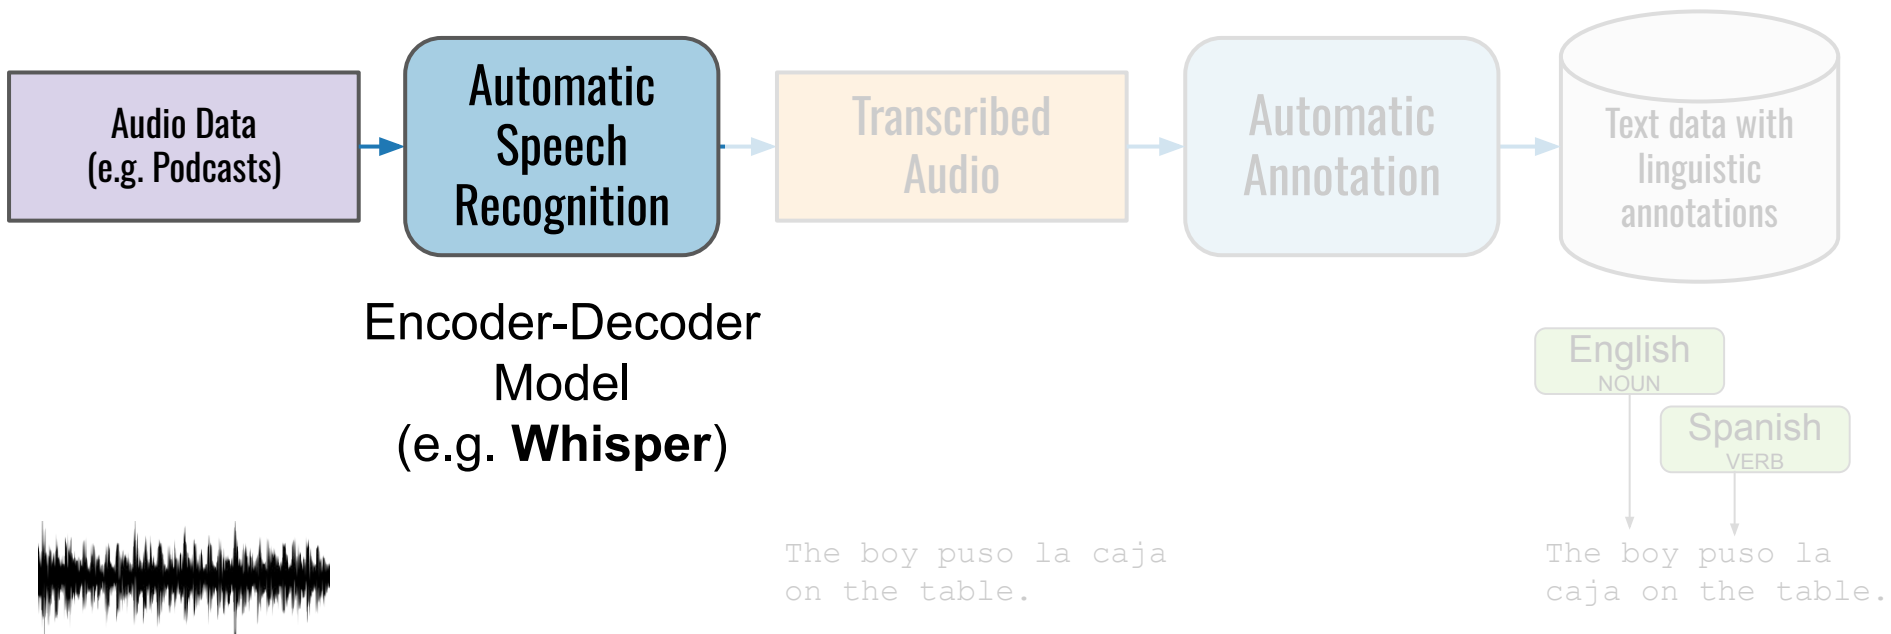 Audio Data
(e.g. Podcasts)
Automatic
Speech
Recognition
Transcribed
Audio
Automatic
Annotation
Text data with
linguistic
annotations
Encoder-Decoder
Model
(e.g. Whisper)
English
NOUN
Spanish
VERB
The boy puso la caja
on the table.
The boy puso la
caja on the table.